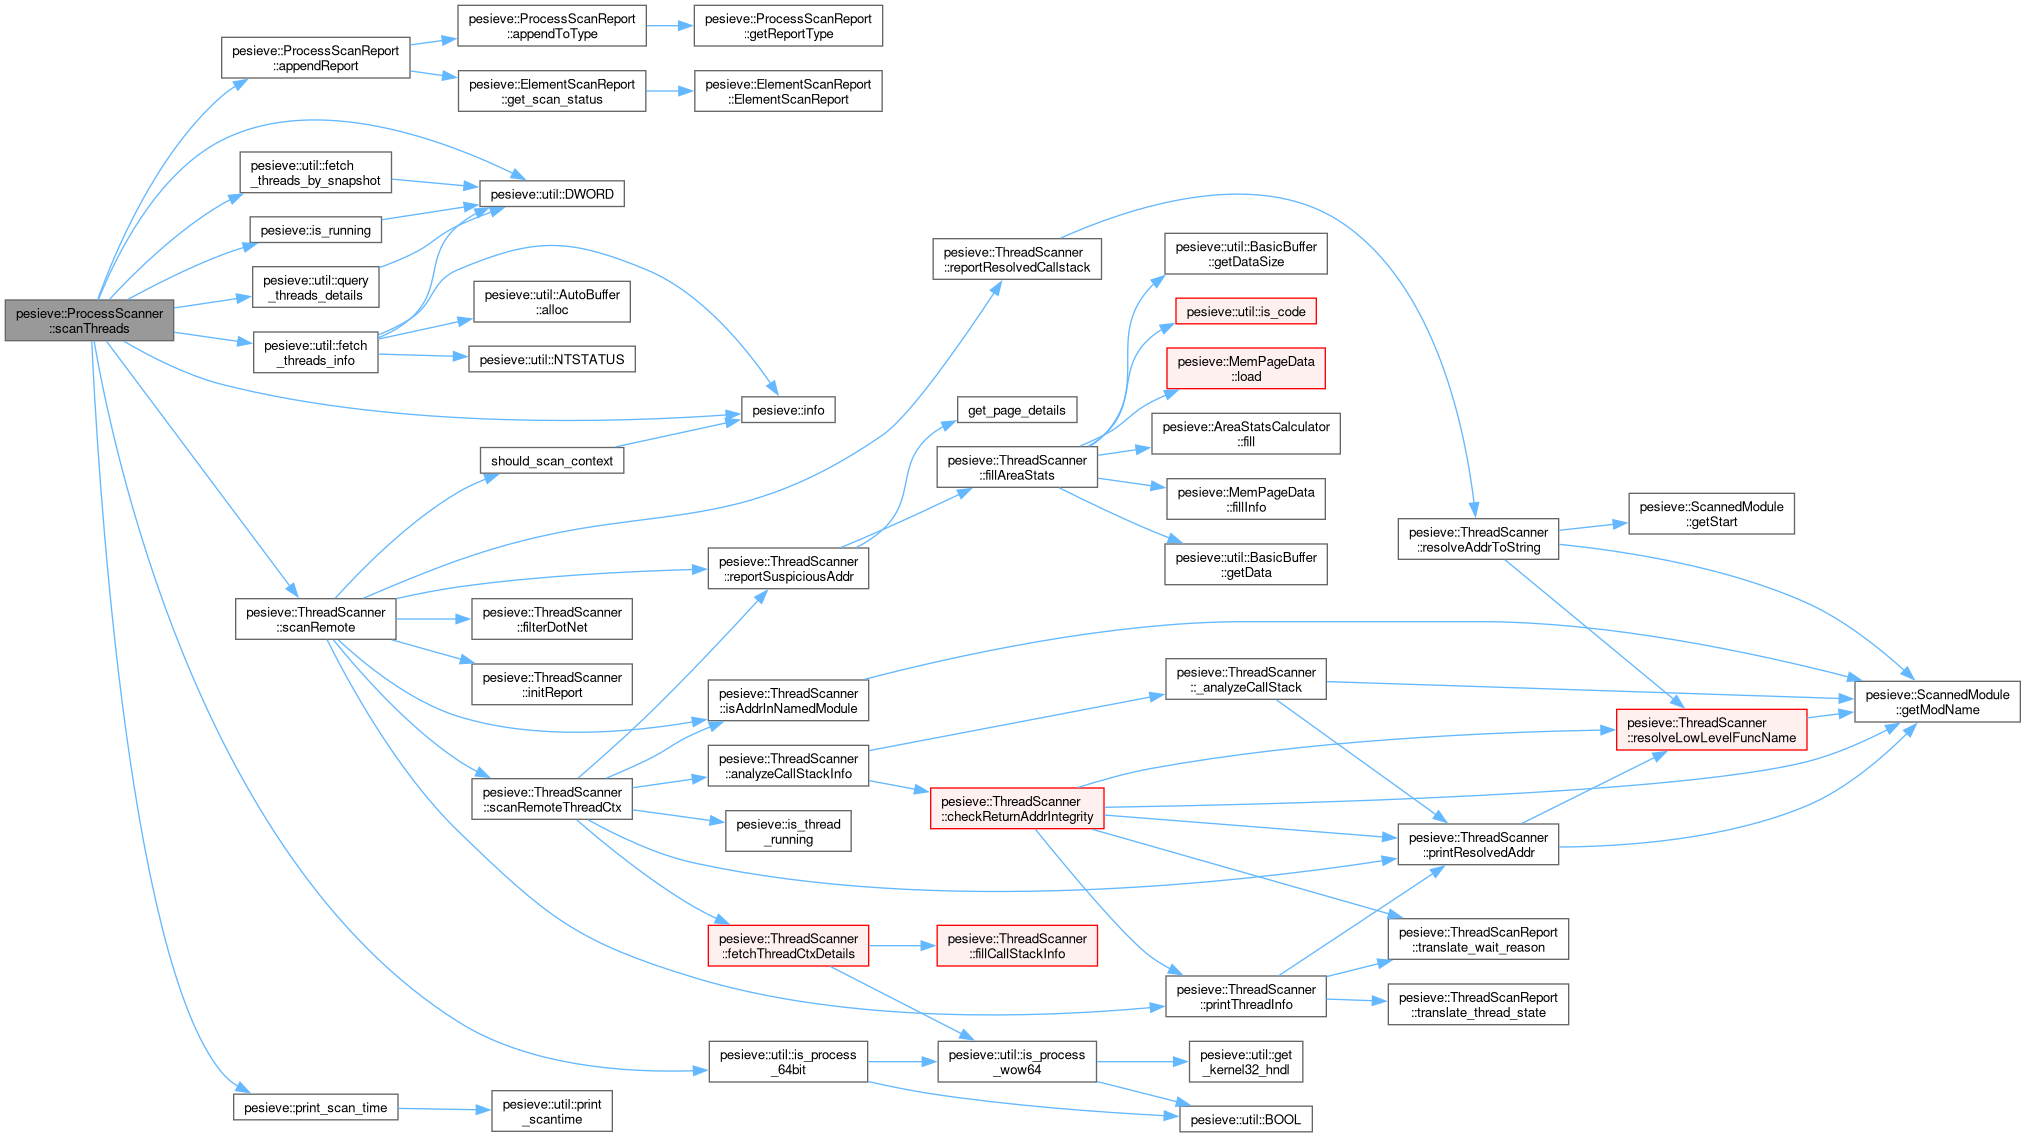 pesieve::ProcessScanner
::scanThreads
pesieve::ProcessScanReport
::appendReport
pesieve::ProcessScanReport
::appendToType
pesieve::ProcessScanReport
::getReportType
pesieve::ElementScanReport
::get_scan_status
pesieve::ElementScanReport
::ElementScanReport
pesieve::util::fetch
_threads_by_snapshot
pesieve::util::DWORD
pesieve::is_running
pesieve::util::query
_threads_details
pesieve::util::fetch
_threads_info
pesieve::util::AutoBuffer
::alloc
pesieve::util::NTSTATUS
pesieve::info
should_scan_context
pesieve::ThreadScanner
::scanRemote
pesieve::ThreadScanner
::filterDotNet
pesieve::ThreadScanner
::initReport
pesieve::ThreadScanner
::scanRemoteThreadCtx
pesieve::ThreadScanner
::reportResolvedCallstack
get_page_details
pesieve::ThreadScanner
::fillAreaStats
pesieve::ThreadScanner
::reportSuspiciousAddr
pesieve::ThreadScanner
::isAddrInNamedModule
pesieve::ThreadScanner
::analyzeCallStackInfo
pesieve::is_thread
_running
pesieve::ThreadScanner
::fetchThreadCtxDetails
pesieve::ThreadScanner
::checkReturnAddrIntegrity
pesieve::ThreadScanner
::fillCallStackInfo
pesieve::util::BasicBuffer
::getDataSize
pesieve::util::is_code
pesieve::MemPageData
::load
pesieve::AreaStatsCalculator
::fill
pesieve::MemPageData
::fillInfo
pesieve::util::BasicBuffer
::getData
pesieve::ThreadScanner
::_analyzeCallStack
pesieve::ThreadScanner
::resolveAddrToString
pesieve::ScannedModule
::getStart
pesieve::ThreadScanner
::resolveLowLevelFuncName
pesieve::ScannedModule
::getModName
pesieve::ThreadScanner
::printResolvedAddr
pesieve::ThreadScanReport
::translate_wait_reason
pesieve::ThreadScanner
::printThreadInfo
pesieve::ThreadScanReport
::translate_thread_state
pesieve::util::is_process
_64bit
pesieve::util::is_process
_wow64
pesieve::util::get
_kernel32_hndl
pesieve::util::BOOL
pesieve::print_scan_time
pesieve::util::print
_scantime